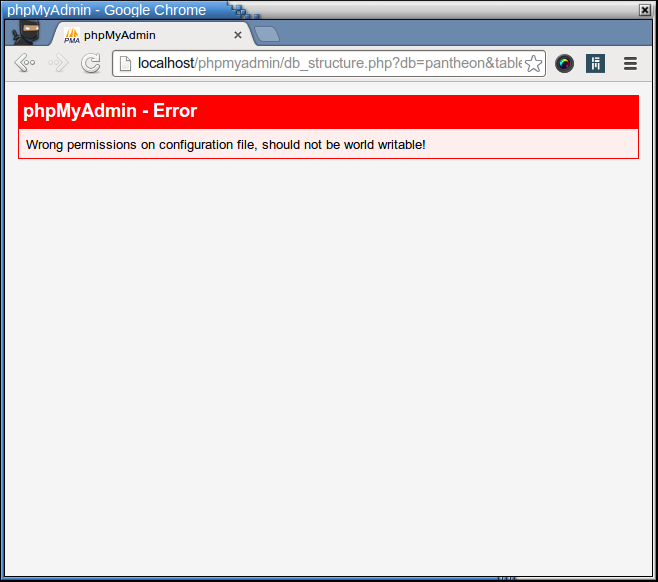 phpMyAdmin - Google Chrome
PMA
phpMyAdmin
localhost/phpmyadmin/db_structure.php?db=pantheon&table
phpMyAdmin - Error
Wrong permissions on configuration file, should not be world writable!